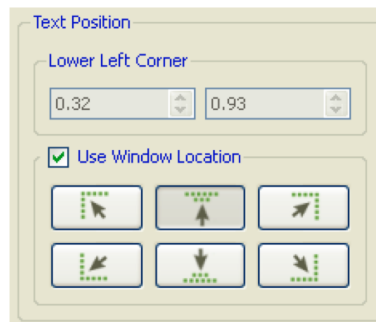 Text Position
Lower Left Corner
0.32 0.93
Use Window Location